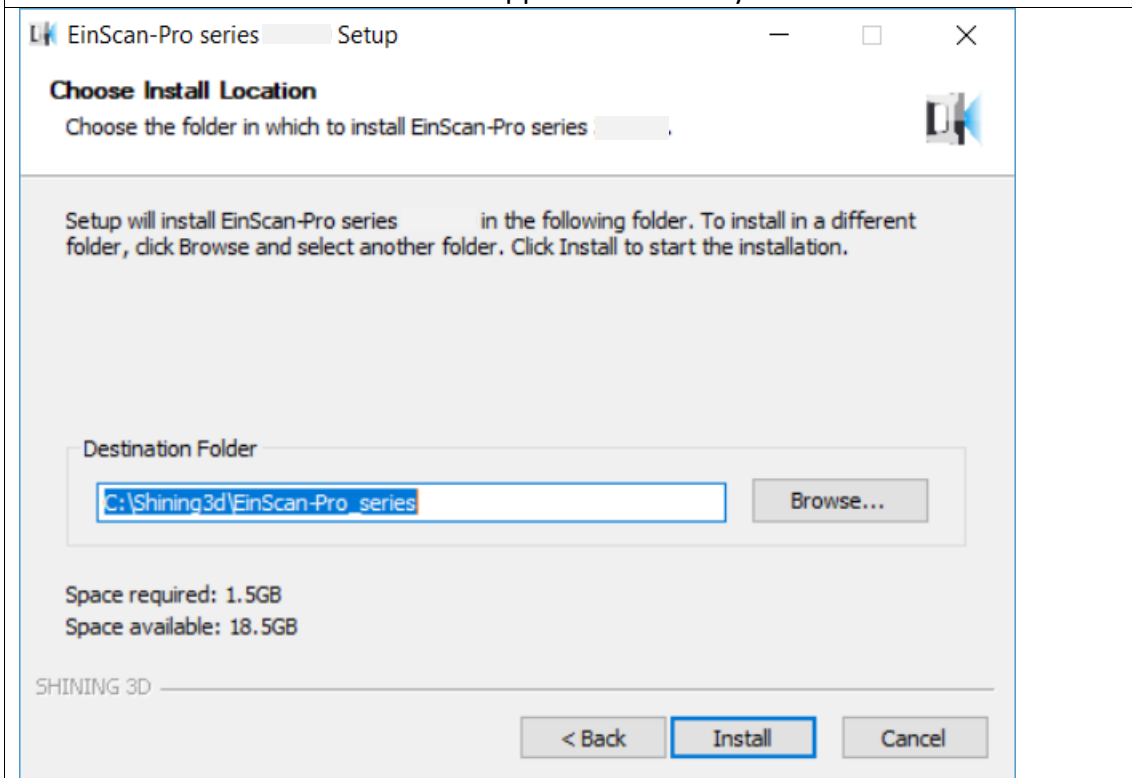 EinScan-Pro series Setup
Choose Install Location
Choose the folder in which to install EinScan-Pro series .
Setup will install EinScan-Pro series in the following folder. To install in a different
folder, click Browse and select another folder. Click Install to start the installation.
Destination Folder
C:\Shining3d\EinScan-Pro_series
Browse...
Space required: 1.5GB
Space available: 18.5GB
SHINING 3D
< Back
Install
Cancel